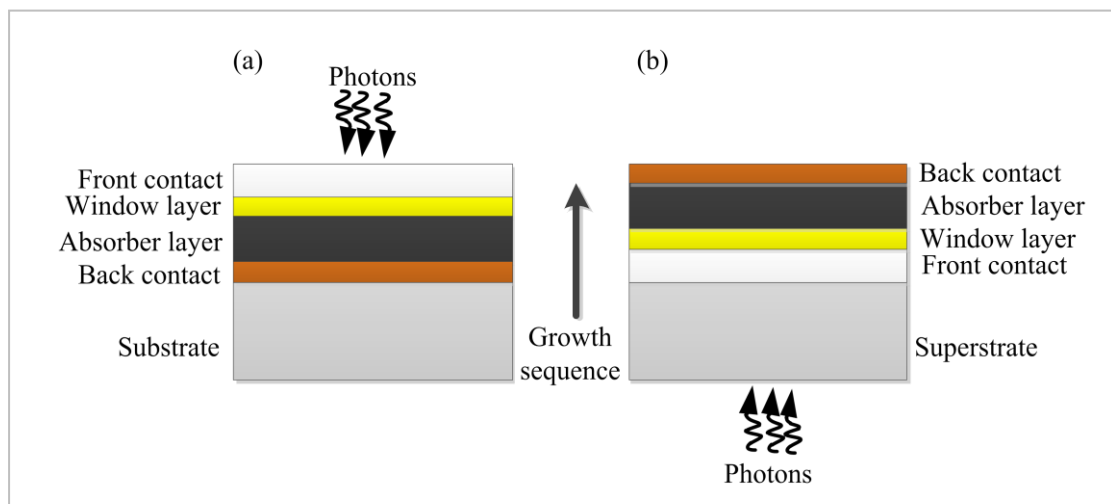 (a)
Photons
Front contact
Window layer
Absorber layer
Back contact
Substrate
Growth
sequence
(b)
Back contact
Absorber layer
Window layer
Front contact
Superstrate
Photons